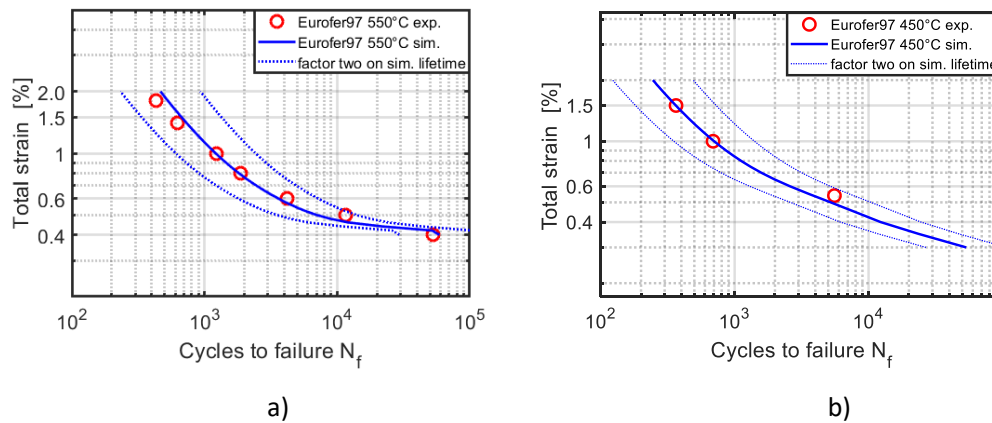 Eurofer97 550°C exp.
Eurofer97 550°C sim.
factor two on sim. lifetime
Total strain [%]
2.0
1.5
1
0.6
0.4
10^2
10^3
10^4
10^5
Cycles to failure N_f
a)
Eurofer97 450°C exp.
Eurofer97 450°C sim.
factor two on sim. lifetime
Total strain [%]
1.5
1
0.6
0.4
10^2
10^3
10^4
Cycles to failure N_f
b)